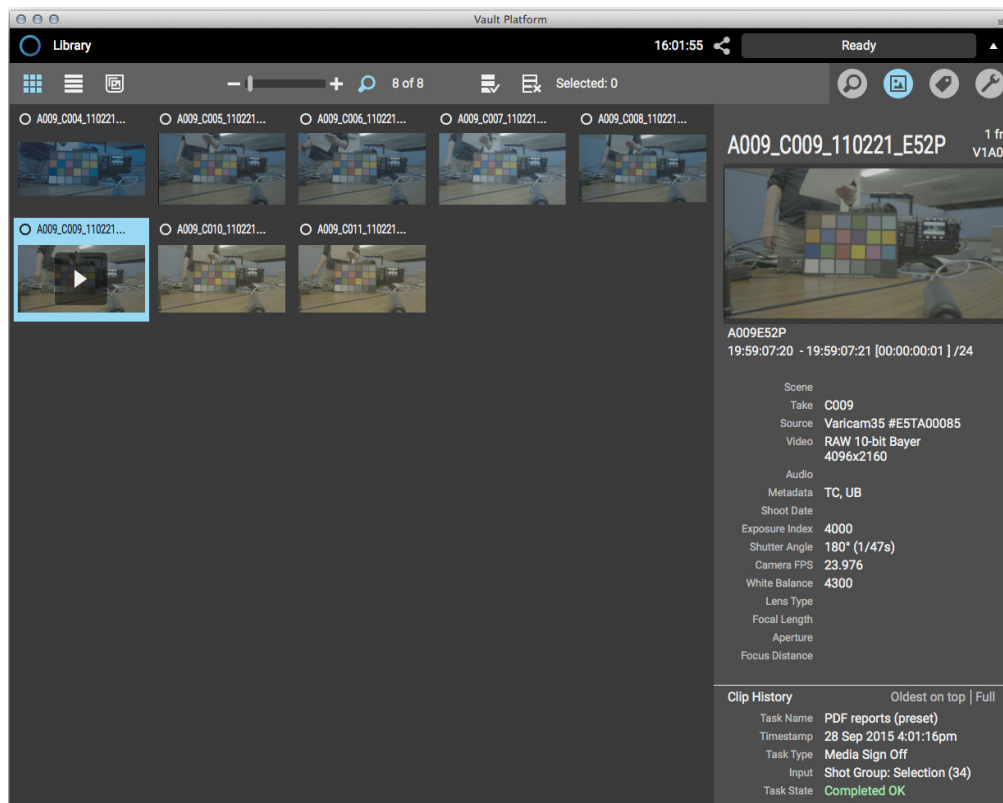 Vault Platform
Library
16:01:55
Ready
8 of 8
Selected: 0
A009_C004_110221...
A009_C005_110221...
A009_C006_110221...
A009_C007_110221...
A009_C008_110221...
A009_C009_110221...
A009_C010_110221...
A009_C011_110221...
A009_C009_110221_E52P
1 fr
V1A0
A009E52P
19:59:07:20 - 19:59:07:21 [00:00:00:01 ] /24
Scene
Take C009
Source Varicam35 #E5TA00085
Video RAW 10-bit Bayer
4096x2160
Audio
Metadata TC, UB
Shoot Date
Exposure Index 4000
Shutter Angle 180° (1/47s)
Camera FPS 23.976
White Balance 4300
Lens Type
Focal Length
Aperture
Focus Distance
Clip History Oldest on top | Full
Task Name PDF reports (preset)
Timestamp 28 Sep 2015 4:01:16pm
Task Type Media Sign Off
Input Shot Group: Selection (34)
Task State Completed OK